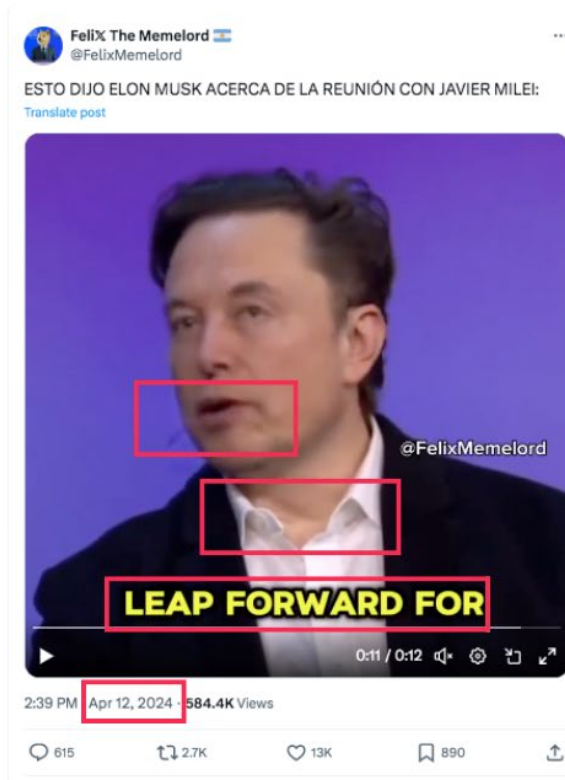 Feli𝕏 The Memelord 🇦🇷
@FelixMemelord
ESTO DIJO ELON MUSK ACERCA DE LA REUNIÓN CON JAVIER MILEI:
Translate post
@FelixMemelord
LEAP FORWARD FOR
0:11 / 0:12
2:39 PM · Apr 12, 2024 · 584.4K Views
615 2.7K 13K 890